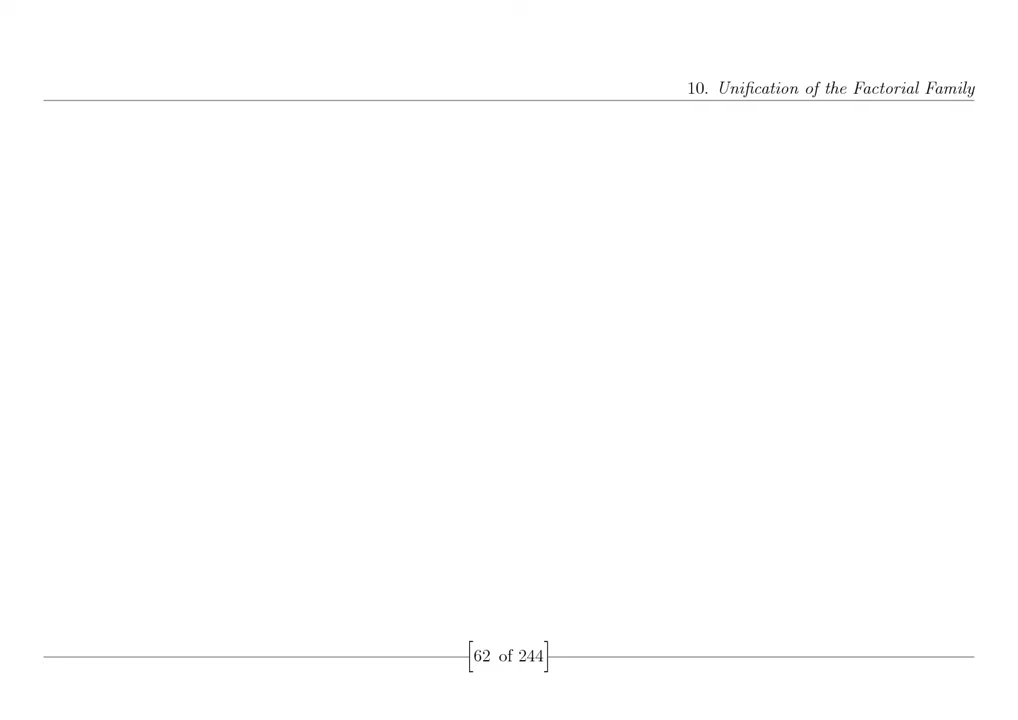 10. Unification of the Factorial Family
[62 of 244]